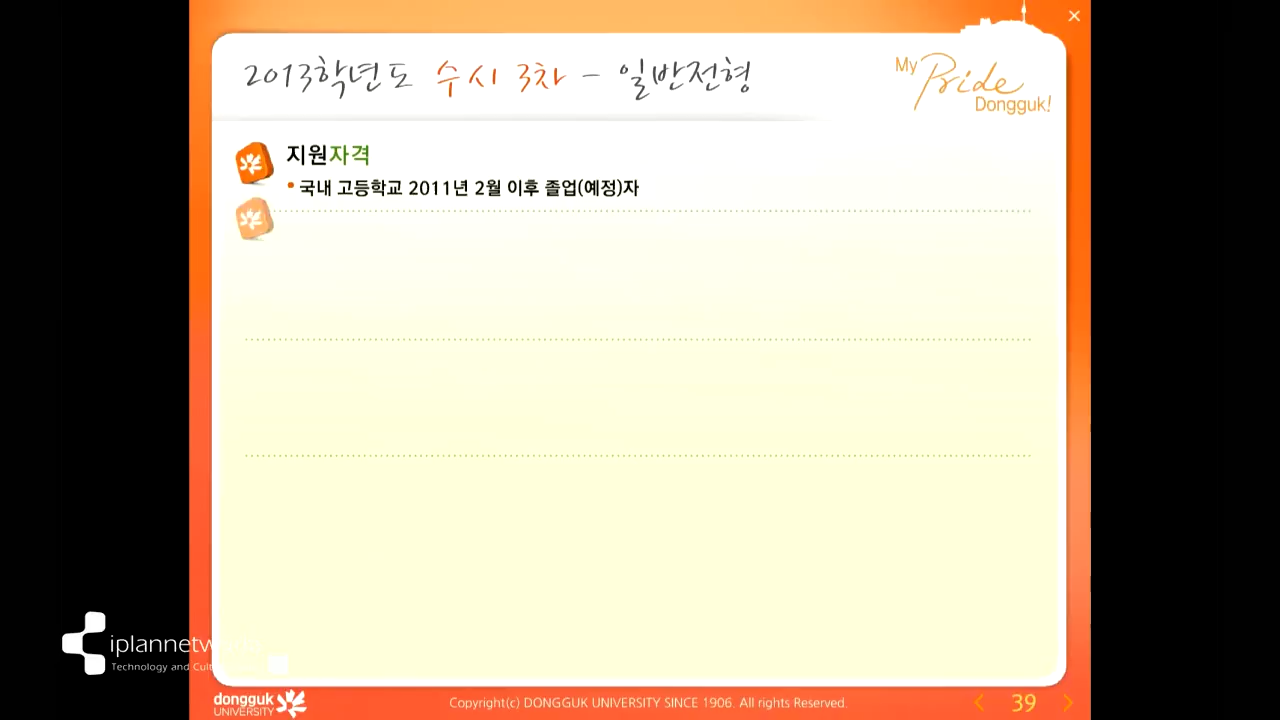 2013학년도 수시 3차 - 일반전형
My Pride Dongguk!
지원자격
• 국내 고등학교 2011년 2월 이후 졸업(예정)자
iplannetw
Technology and Cult
dongguk
UNIVERSITY
Copyright(c) DONGGUK UNIVERSITY SINCE 1906. All rights Reserved.
39